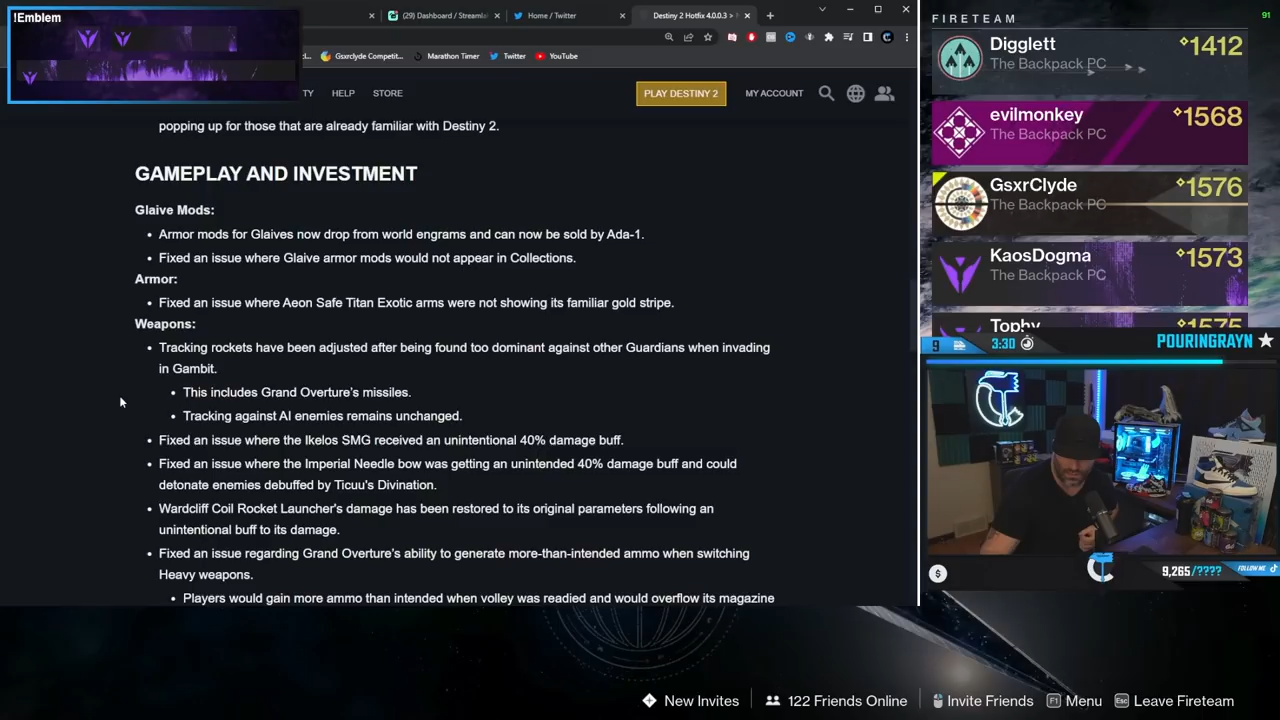 !Emblem
(29) Dashboard / Streamla
Home / Twitter
Destiny 2 Hotfix 4.0.0.3 >
Gsxrclyde Competit...
Marathon Timer
Twitter
YouTube
TY
HELP
STORE
PLAY DESTINY 2
MY ACCOUNT
popping up for those that are already familiar with Destiny 2.
GAMEPLAY AND INVESTMENT
Glaive Mods:
• Armor mods for Glaives now drop from world engrams and can now be sold by Ada-1.
• Fixed an issue where Glaive armor mods would not appear in Collections.
Armor:
• Fixed an issue where Aeon Safe Titan Exotic arms were not showing its familiar gold stripe.
Weapons:
• Tracking rockets have been adjusted after being found too dominant against other Guardians when invading
in Gambit.
• This includes Grand Overture's missiles.
• Tracking against AI enemies remains unchanged.
• Fixed an issue where the Ikelos SMG received an unintentional 40% damage buff.
• Fixed an issue where the Imperial Needle bow was getting an unintended 40% damage buff and could
detonate enemies debuffed by Ticuu's Divination.
• Wardcliff Coil Rocket Launcher's damage has been restored to its original parameters following an
unintentional buff to its damage.
• Fixed an issue regarding Grand Overture's ability to generate more-than-intended ammo when switching
Heavy weapons.
• Players would gain more ammo than intended when volley was readied and would overflow its magazine
FIRETEAM
91
Digglett
The Backpack PC
1412
evilmonkey
The Backpack PC
1568
GsxrClyde
The Backpack PC
1576
KaosDogma
The Backpack PC
1573
Tophy
1575
9
3:30
POURINGRAYN
$
9,265/????
FOLLOW ME
New Invites
122 Friends Online
Invite Friends
F1 Menu
Esc Leave Fireteam